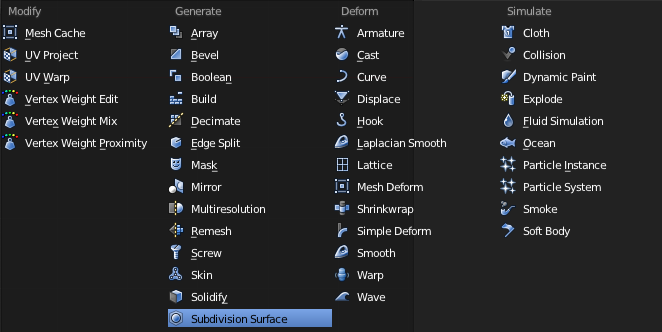 Modify
Mesh Cache
UV Project
UV Warp
Vertex Weight Edit
Vertex Weight Mix
Vertex Weight Proximity
Generate
Array
Bevel
Boolean
Build
Decimate
Edge Split
Mask
Mirror
Multiresolution
Remesh
Screw
Skin
Solidify
Subdivision Surface
Deform
Armature
Cast
Curve
Displace
Hook
Laplacian Smooth
Lattice
Mesh Deform
Shrinkwrap
Simple Deform
Smooth
Warp
Wave
Simulate
Cloth
Collision
Dynamic Paint
Explode
Fluid Simulation
Ocean
Particle Instance
Particle System
Smoke
Soft Body